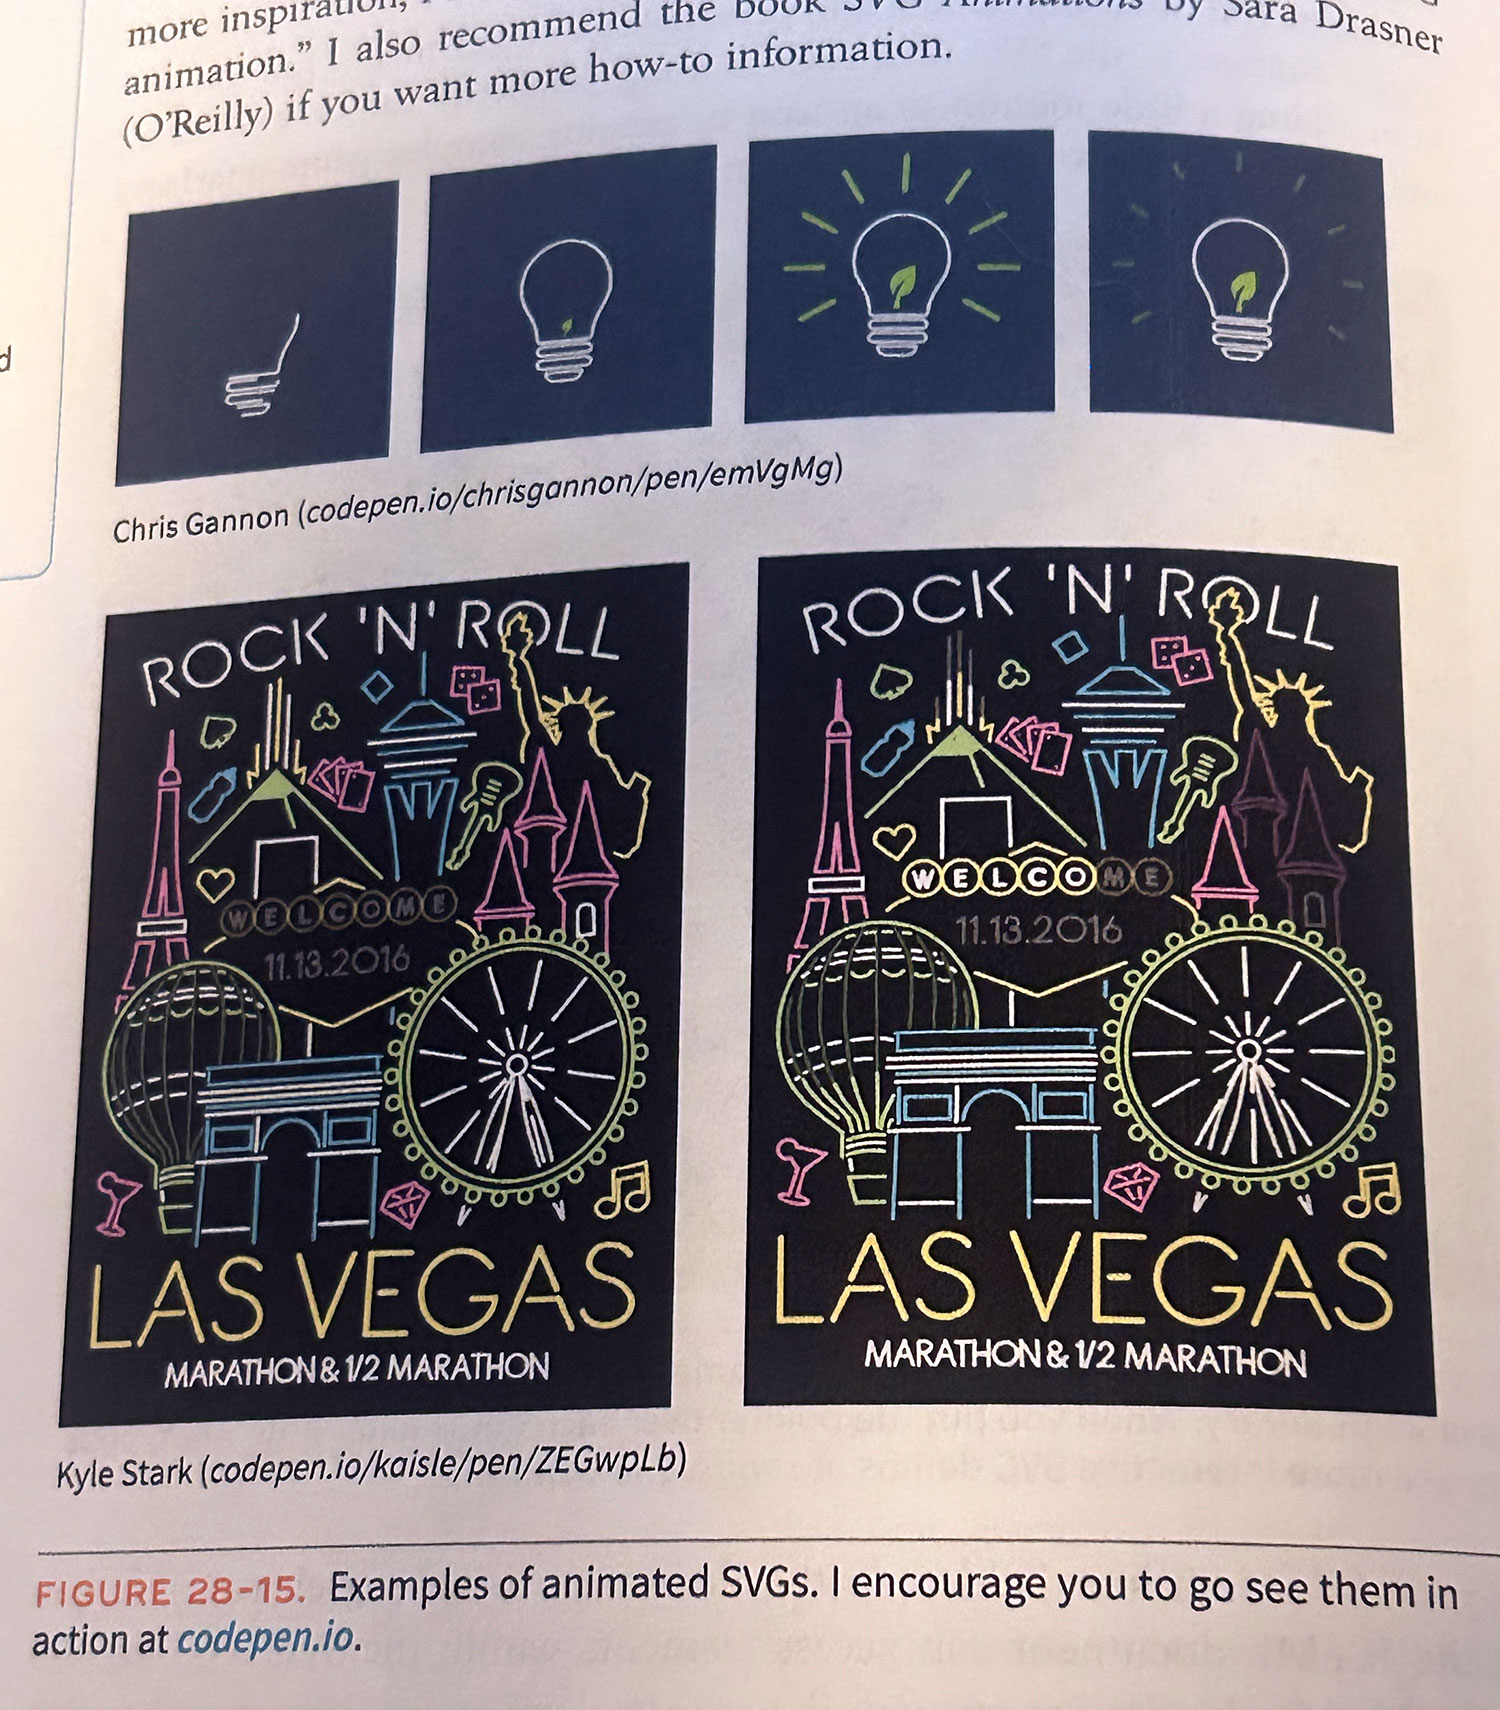 more inspiration,
animation.” I also recommend the book SVG Animations by Sara Drasner
(O’Reilly) if you want more how-to information.
Chris Gannon (codepen.io/chrisgannon/pen/emVgMg)
ROCK 'N' ROLL
WELCOME
11.13.2016
LAS VEGAS
MARATHON & 1/2 MARATHON
ROCK 'N' ROLL
WELCOME
11.13.2016
LAS VEGAS
MARATHON & 1/2 MARATHON
Kyle Stark (codepen.io/kaisle/pen/ZEGwpLb)
FIGURE 28-15. Examples of animated SVGs. I encourage you to go see them in
action at codepen.io.